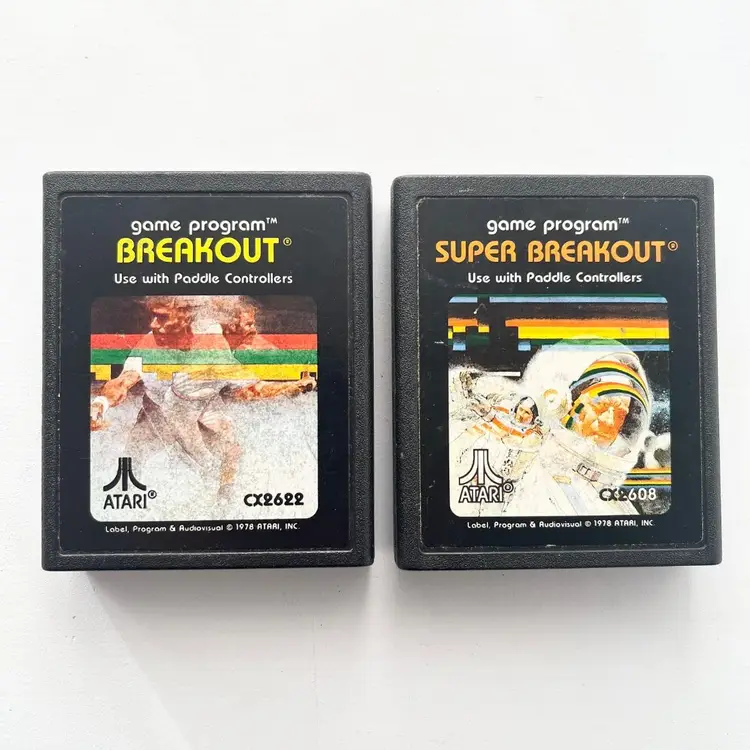 game program™
BREAKOUT®
Use with Paddle Controllers
ATARI®
CX2622
Label, Program & Audiovisual © 1978 ATARI, INC.
game program™
SUPER BREAKOUT®
Use with Paddle Controllers
ATARI®
CX2608
Label, Program & Audiovisual © 1978 ATARI, INC.